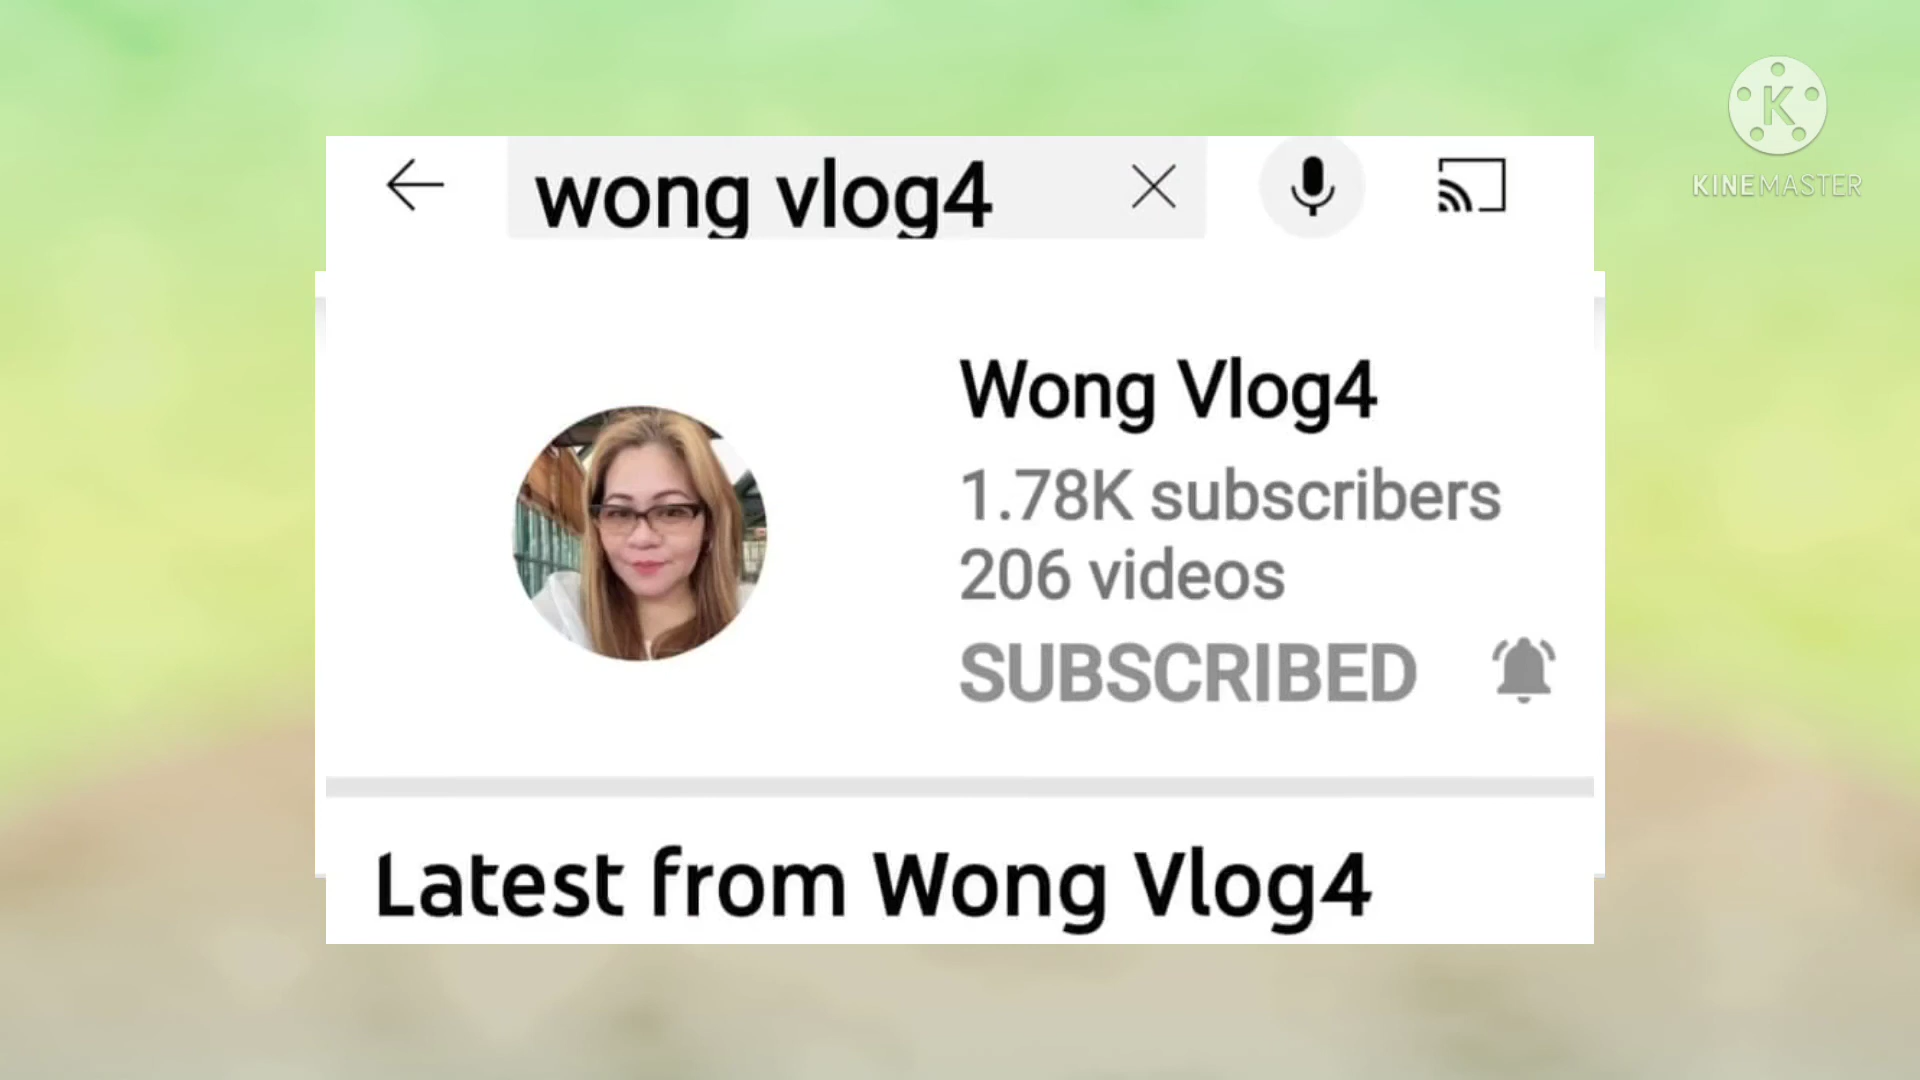 wong vlog4
K
KINEMASTER
Wong Vlog4
1.78K subscribers
206 videos
SUBSCRIBED
Latest from Wong Vlog4